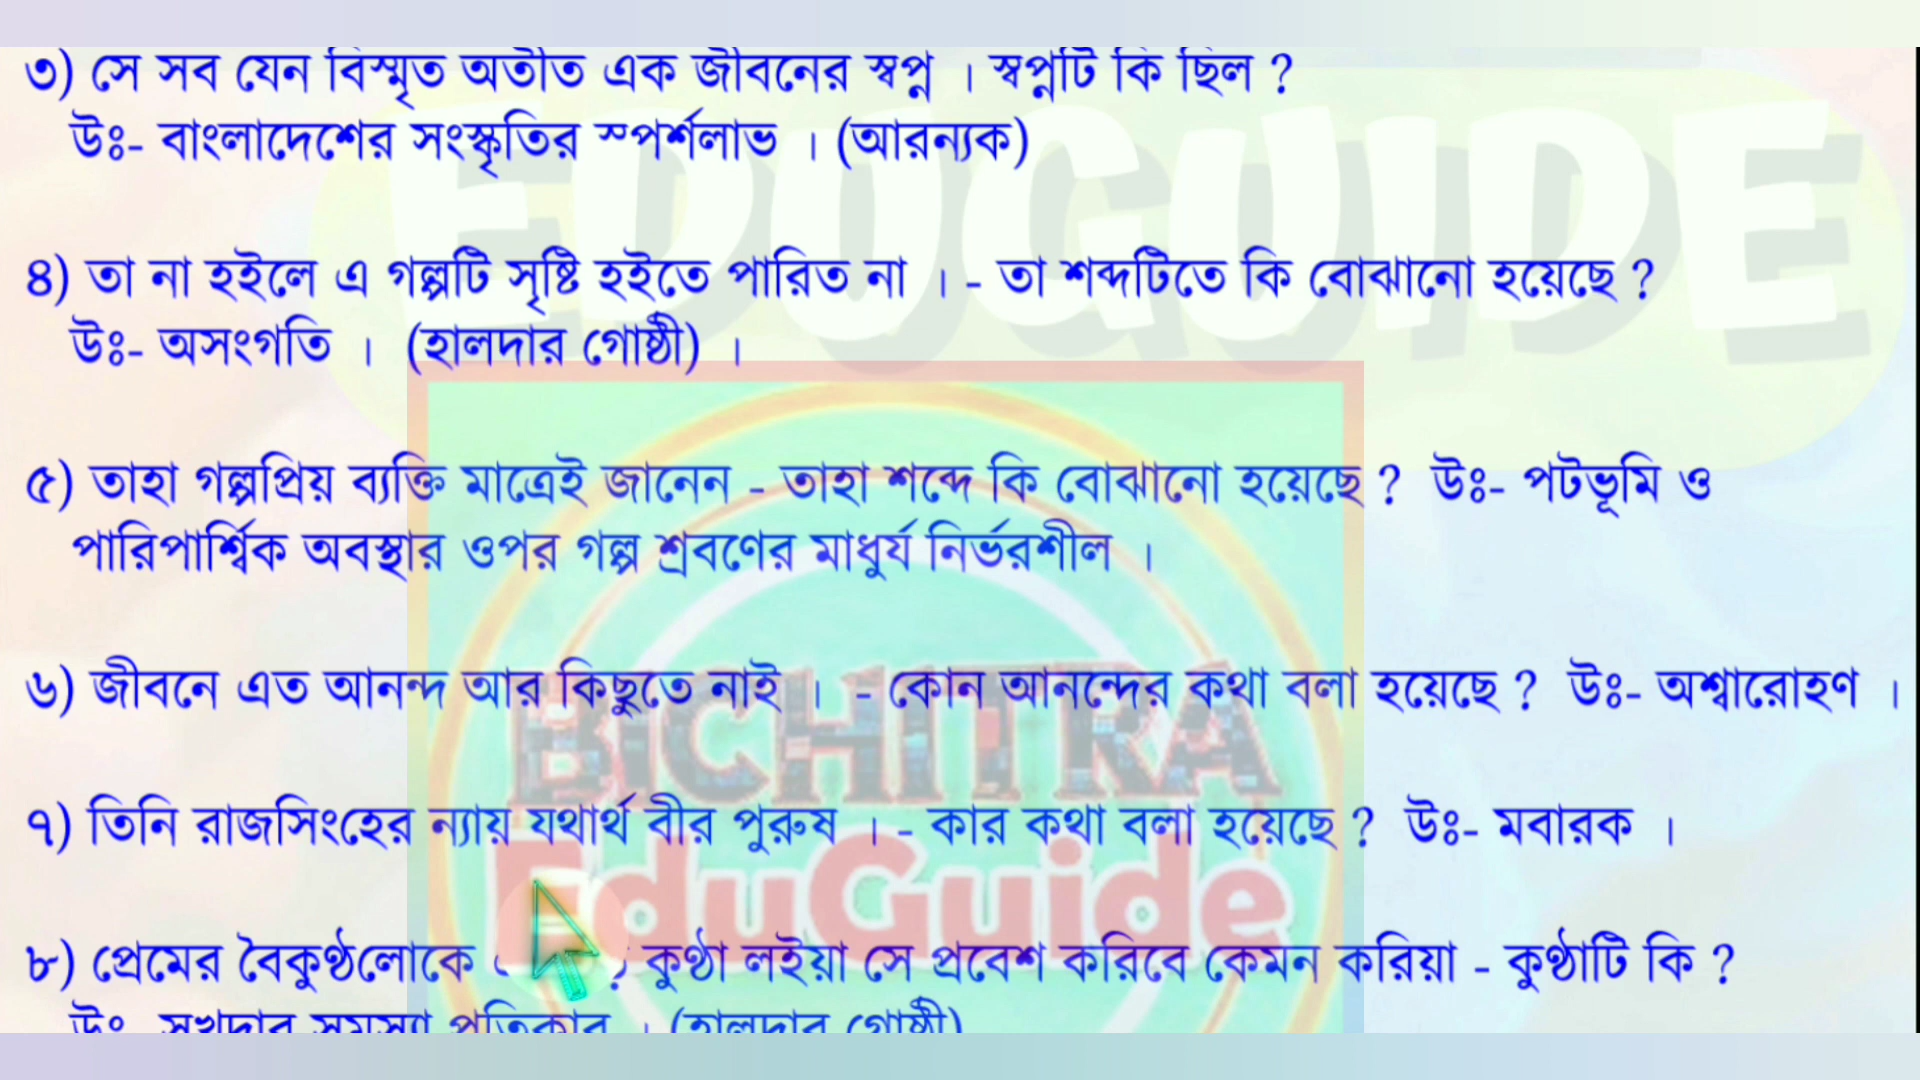 ৩) সে সব যেন বিস্মৃত অতীত এক জীবনের স্বপ্ন । স্বপ্নটি কি ছিল ?
উঃ- বাংলাদেশের সংস্কৃতির স্পর্শলাভ । (আরন্যক)
EDUGUIDE
৪) তা না হইলে এ গল্পটি সৃষ্টি হইতে পারিত না । - তা শব্দটিতে কি বোঝানো হয়েছে ?
উঃ- অসংগতি । (হালদার গোষ্ঠী) ।
৫) তাহা গল্পপ্রিয় ব্যক্তি মাত্রেই জানেন - তাহা শব্দে কি বোঝানো হয়েছে ? উঃ- পটভূমি ও
পারিপার্শ্বিক অবস্থার ওপর গল্প শ্রবণের মাধুর্য নির্ভরশীল ।
৬) জীবনে এত আনন্দ আর কিছুতে নাই । - কোন আনন্দের কথা বলা হয়েছে ? উঃ- অশ্বারোহণ ।
BICHITRA
৭) তিনি রাজসিংহের ন্যায় যথার্থ বীর পুরুষ । - কার কথা বলা হয়েছে ? উঃ- মবারক ।
EduGuide
৮) প্রেমের বৈকুণ্ঠলোকে কুণ্ঠা লইয়া সে প্রবেশ করিবে কেমন করিয়া - কুণ্ঠাটি কি ?
উঃ সমস্যা প্রতিকার । (হালদার গোষ্ঠী)